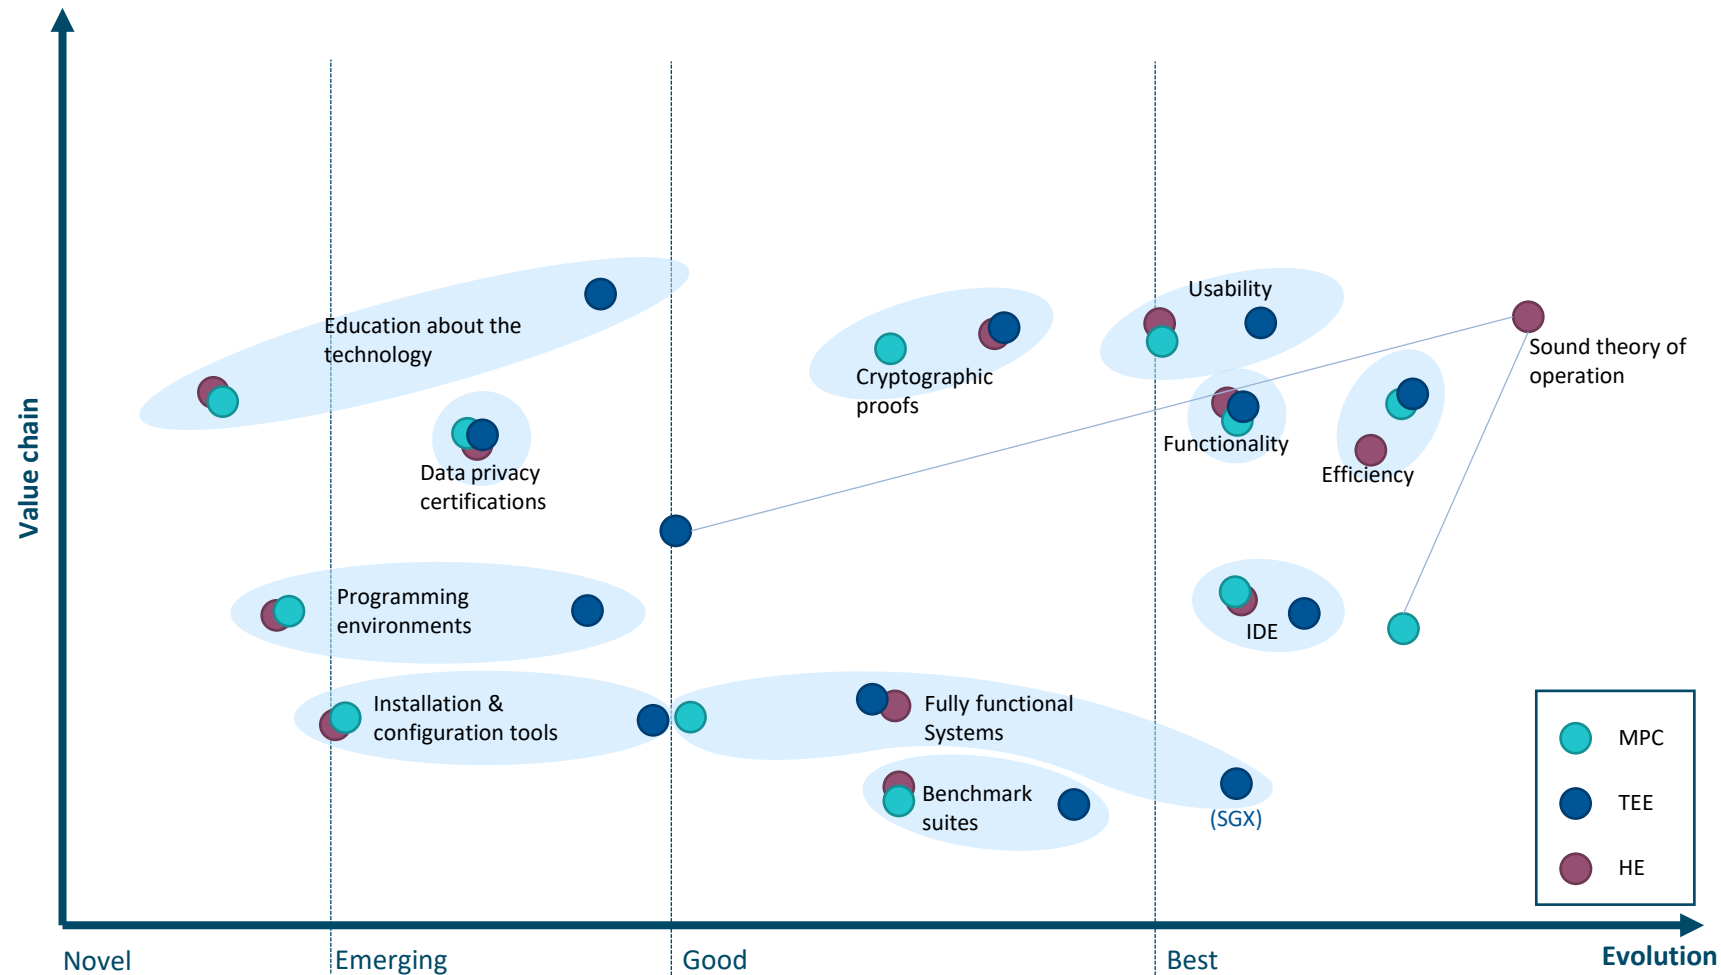 Usability
Education about the
technology
Sound theory of
operation
Cryptographic
proofs
Functionality
Data privacy
certifications
Efficiency
Value chain
Programming
environments
IDE
Installation &
configuration tools
Fully functional
Systems
Benchmark
suites
(SGX)
MPC
TEE
HE
Novel
Emerging
Good
Best
Evolution